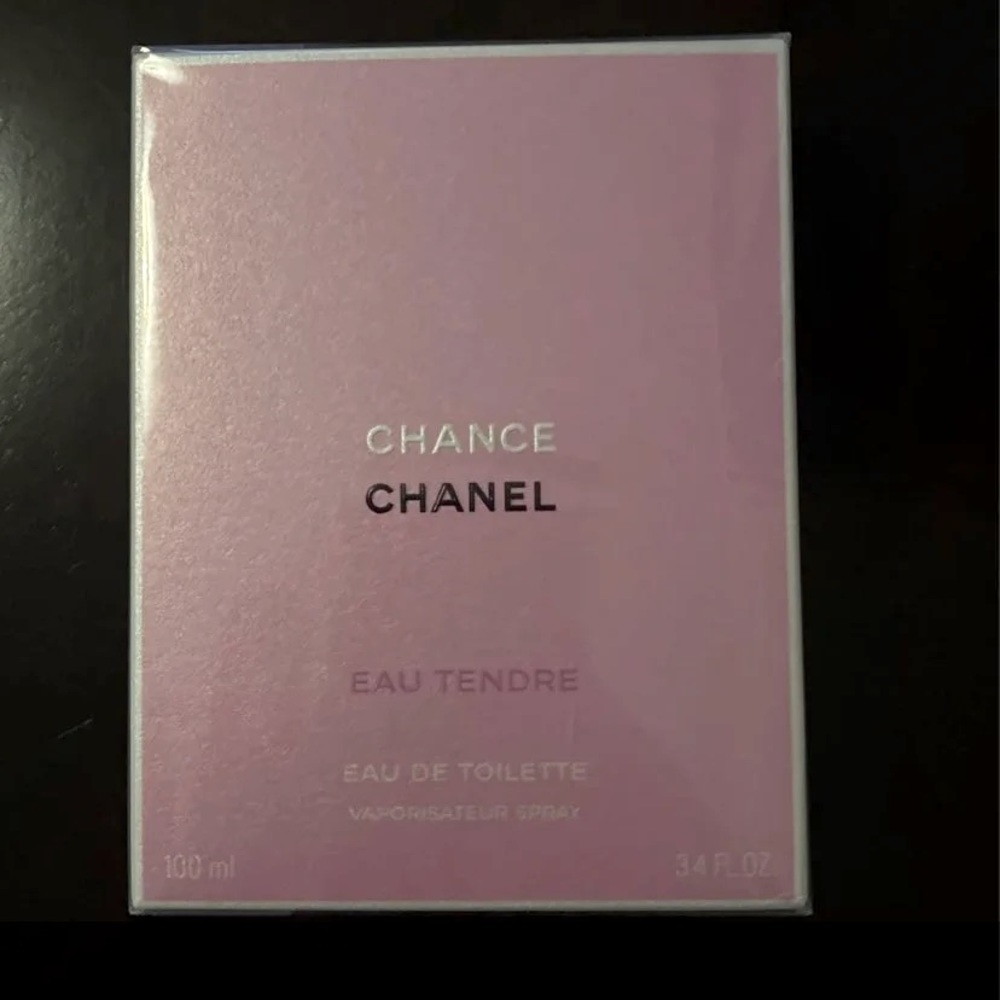 CHANCE
CHANEL
EAU TENDRE
EAU DE TOILETTE
VAPORISATEUR SPRAY
100 ml
3.4 FL.OZ.